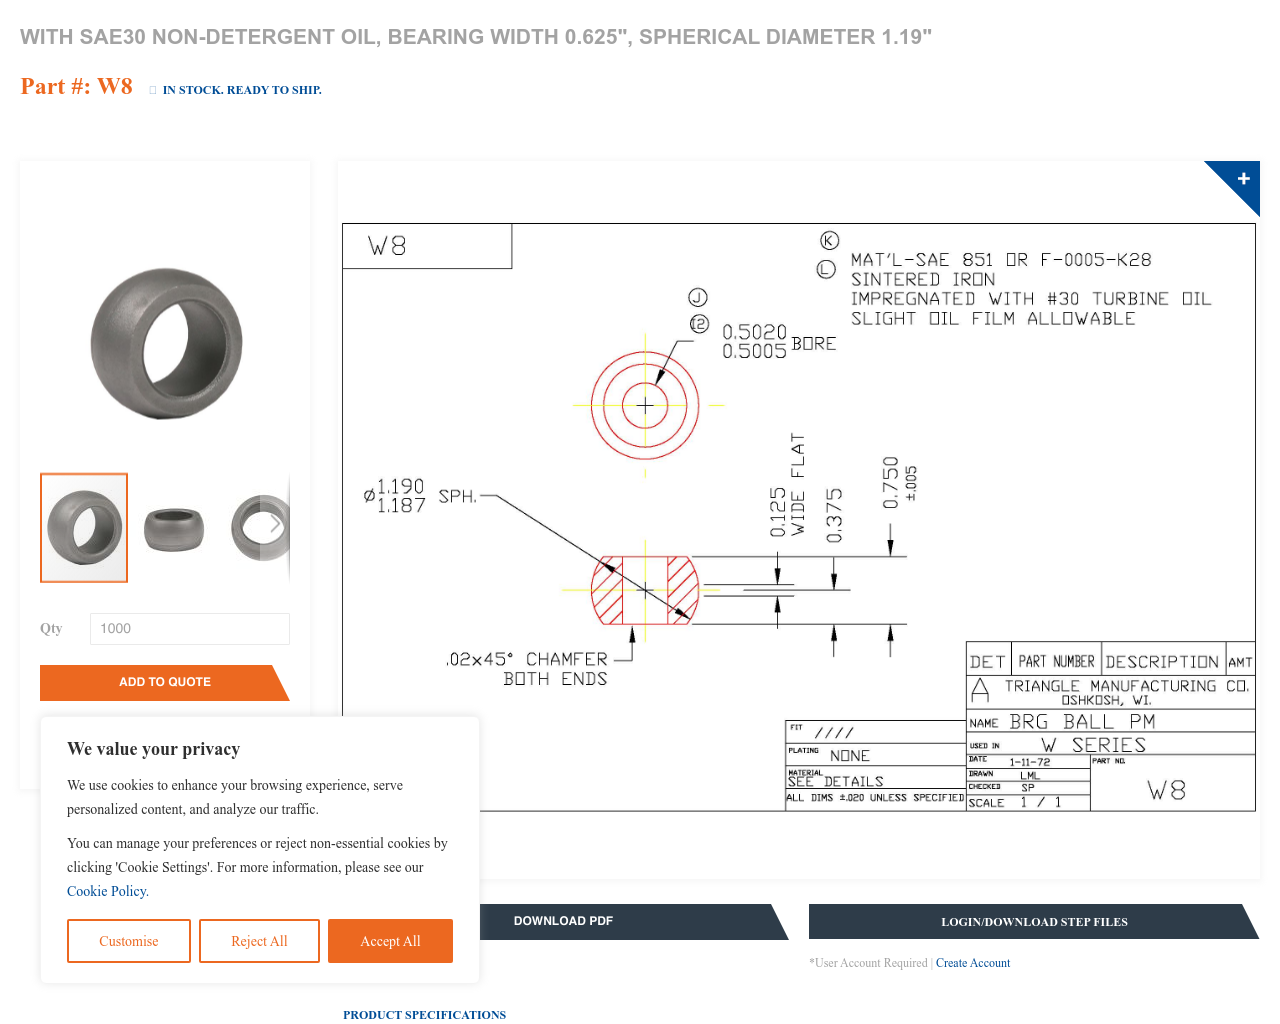 WITH SAE30 NON-DETERGENT OIL, BEARING WIDTH 0.625", SPHERICAL DIAMETER 1.19"
Part #: W8
IN STOCK. READY TO SHIP.
+
W8
K
L
MAT'L-SAE 851 OR F-0005-K28
SINTERED IRON
IMPREGNATED WITH #30 TURBINE OIL
SLIGHT OIL FILM ALLOWABLE
J
I2
0.5020
0.5005 BORE
ø1.190
1.187 SPH.
0.125
WIDE FLAT
0.375
0.750
±.005
.02x45° CHAMFER
BOTH ENDS
Qty
1000
ADD TO QUOTE
DET PART NUMBER DESCRIPTION AMT
A TRIANGLE MANUFACTURING CO.
OSHKOSH, WI.
NAME BRG BALL PM
USED IN W SERIES
DATE 1-11-72
DRAWN LML
CHECKED SP
SCALE 1 / 1
PART NO.
W8
FIT ////
PLATING NONE
MATERIAL
SEE DETAILS
ALL DIMS ±.020 UNLESS SPECIFIED
We value your privacy
We use cookies to enhance your browsing experience, serve
personalized content, and analyze our traffic.
You can manage your preferences or reject non-essential cookies by
clicking 'Cookie Settings'. For more information, please see our
Cookie Policy.
Customise
Reject All
Accept All
DOWNLOAD PDF
LOGIN/DOWNLOAD STEP FILES
*User Account Required | Create Account
PRODUCT SPECIFICATIONS